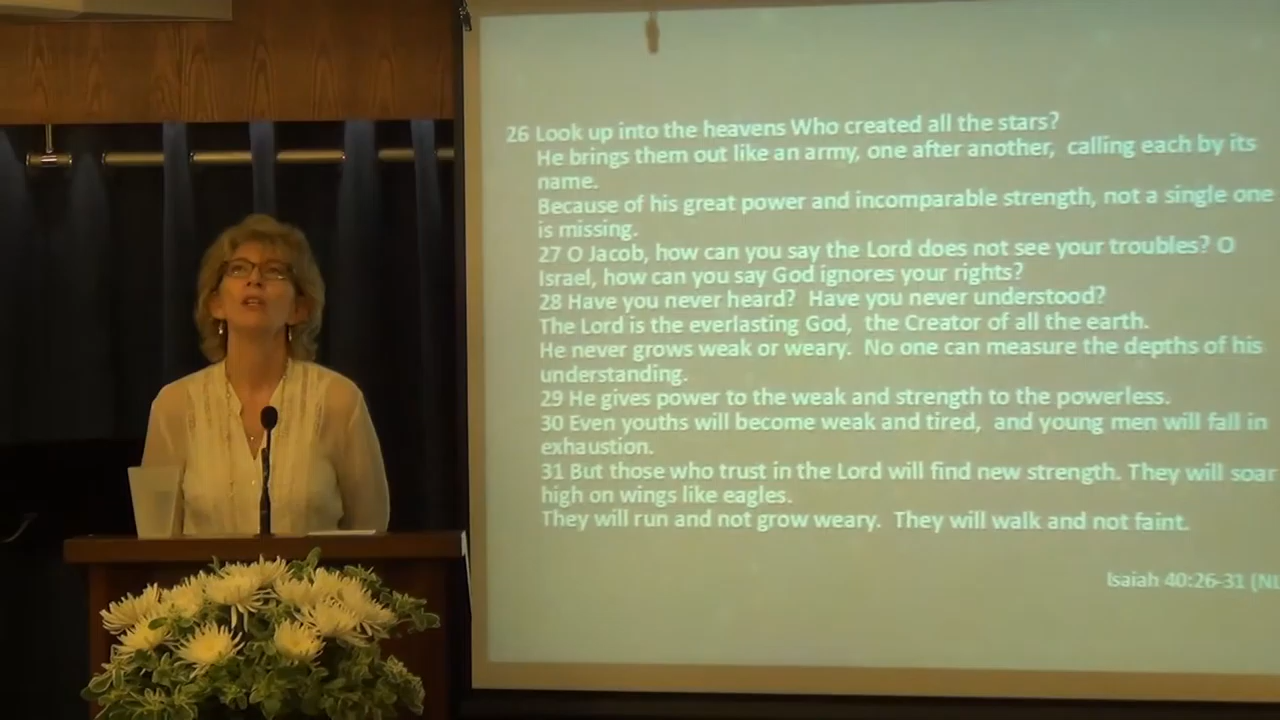 26 Look up into the heavens Who created all the stars?
He brings them out like an army, one after another, calling each by its
name.
Because of his great power and incomparable strength, not a single one
is missing.
27 O Jacob, how can you say the Lord does not see your troubles? O
Israel, how can you say God ignores your rights?
28 Have you never heard? Have you never understood?
The Lord is the everlasting God, the Creator of all the earth.
He never grows weak or weary. No one can measure the depths of his
understanding.
29 He gives power to the weak and strength to the powerless.
30 Even youths will become weak and tired, and young men will fall in
exhaustion.
31 But those who trust in the Lord will find new strength. They will soar
high on wings like eagles.
They will run and not grow weary. They will walk and not faint.
Isaiah 40:26-31 (NL